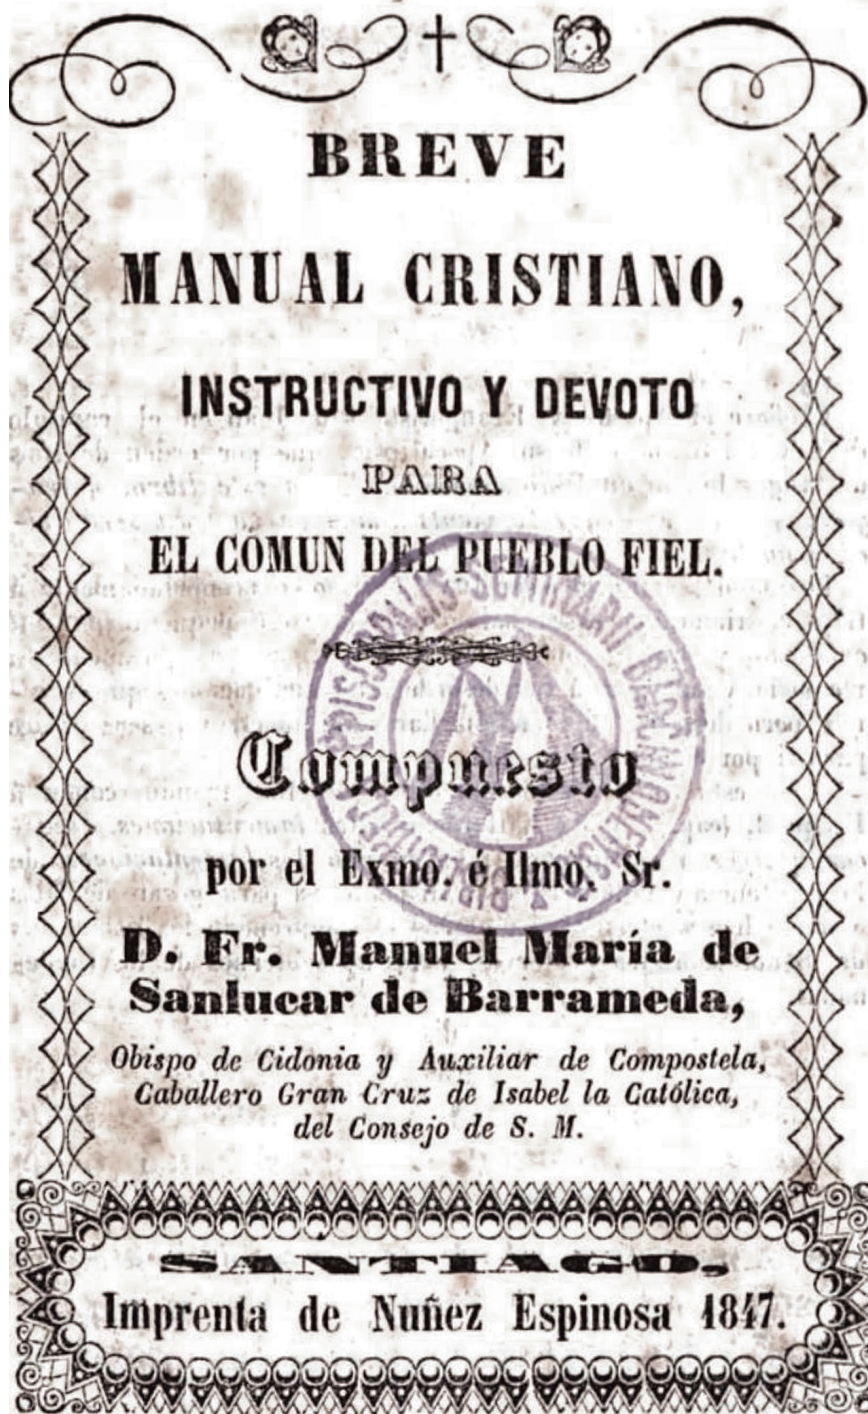 BREVE
MANUAL CRISTIANO,
INSTRUCTIVO Y DEVOTO
PARA
EL COMUN DEL PUEBLO FIEL.
Compuesto
por el Exmo. é Ilmo. Sr.
D. Fr. Manuel María de
Sanlucar de Barrameda,
Obispo de Cidonia y Auxiliar de Compostela,
Caballero Gran Cruz de Isabel la Católica,
del Consejo de S. M.
SANTIAGO,
Imprenta de Nuñez Espinosa 1847.